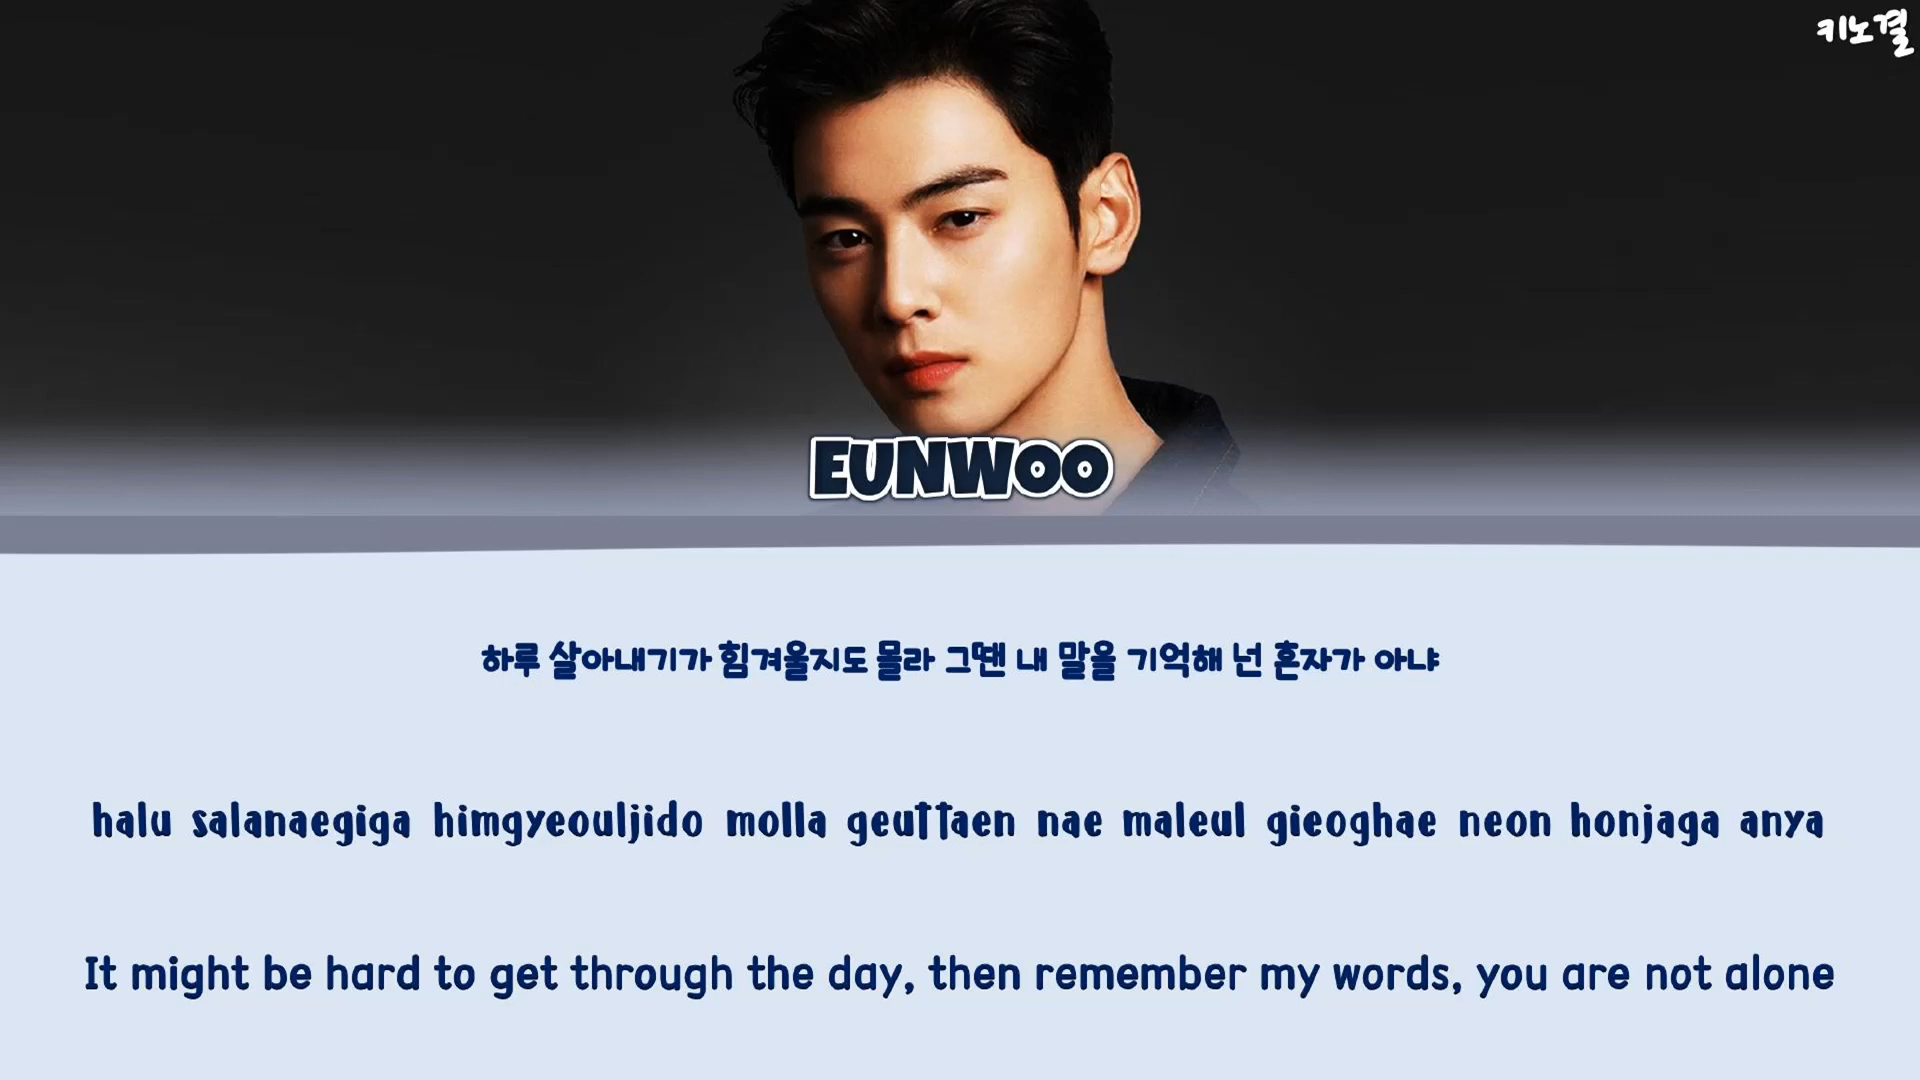 키노결
EUNWOO
하루 살아내기가 힘겨울지도 몰라 그땐 내 말을 기억해 넌 혼자가 아냐
halu salanaegiga himgyeouljido molla geuttaen nae maleul gieoghae neon honjaga anya
It might be hard to get through the day, then remember my words, you are not alone